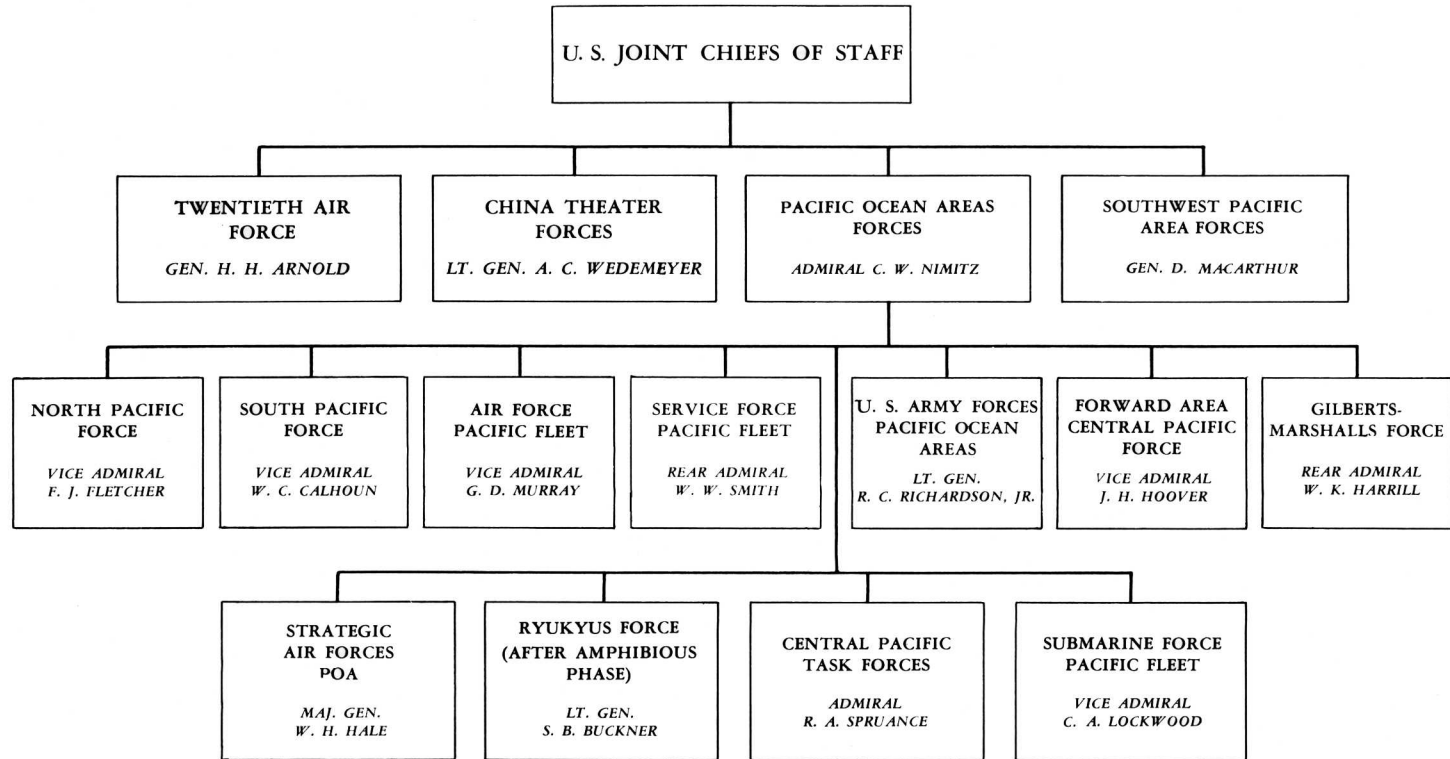 U. S. JOINT CHIEFS OF STAFF
TWENTIETH AIR
FORCE
GEN. H. H. ARNOLD
CHINA THEATER
FORCES
LT. GEN. A. C. WEDEMEYER
PACIFIC OCEAN AREAS
FORCES
ADMIRAL C. W. NIMITZ
SOUTHWEST PACIFIC
AREA FORCES
GEN. D. MACARTHUR
NORTH PACIFIC
FORCE
VICE ADMIRAL
F. J. FLETCHER
SOUTH PACIFIC
FORCE
VICE ADMIRAL
W. C. CALHOUN
AIR FORCE
PACIFIC FLEET
VICE ADMIRAL
G. D. MURRAY
SERVICE FORCE
PACIFIC FLEET
REAR ADMIRAL
W. W. SMITH
U. S. ARMY FORCES
PACIFIC OCEAN
AREAS
LT. GEN.
R. C. RICHARDSON, JR.
FORWARD AREA
CENTRAL PACIFIC
FORCE
VICE ADMIRAL
J. H. HOOVER
GILBERTS-
MARSHALLS FORCE
REAR ADMIRAL
W. K. HARRILL
STRATEGIC
AIR FORCES
POA
MAJ. GEN.
W. H. HALE
RYUKYUS FORCE
(AFTER AMPHIBIOUS
PHASE)
LT. GEN.
S. B. BUCKNER
CENTRAL PACIFIC
TASK FORCES
ADMIRAL
R. A. SPRUANCE
SUBMARINE FORCE
PACIFIC FLEET
VICE ADMIRAL
C. A. LOCKWOOD